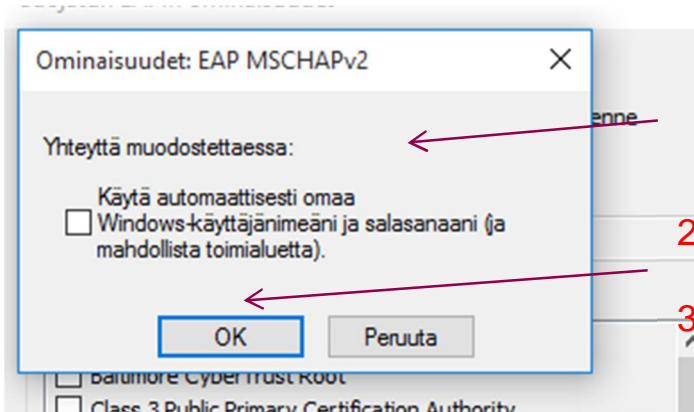 Ominaisuudet: EAP MSCHAPv2
enne
Yhteyttä muodostettaessa:
Käytä automaattisesti omaa
Windows-käyttäjänimeäni ja salasanaani (ja
mahdollista toimialuetta).
2
3
OK Peruuta
Baltimore CyberTrust Root
Class 3 Public Primary Certification Authority